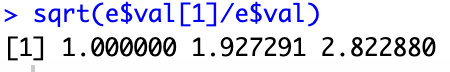 > sqrt(e$val[1]/e$val)
[1] 1.000000 1.927291 2.822880